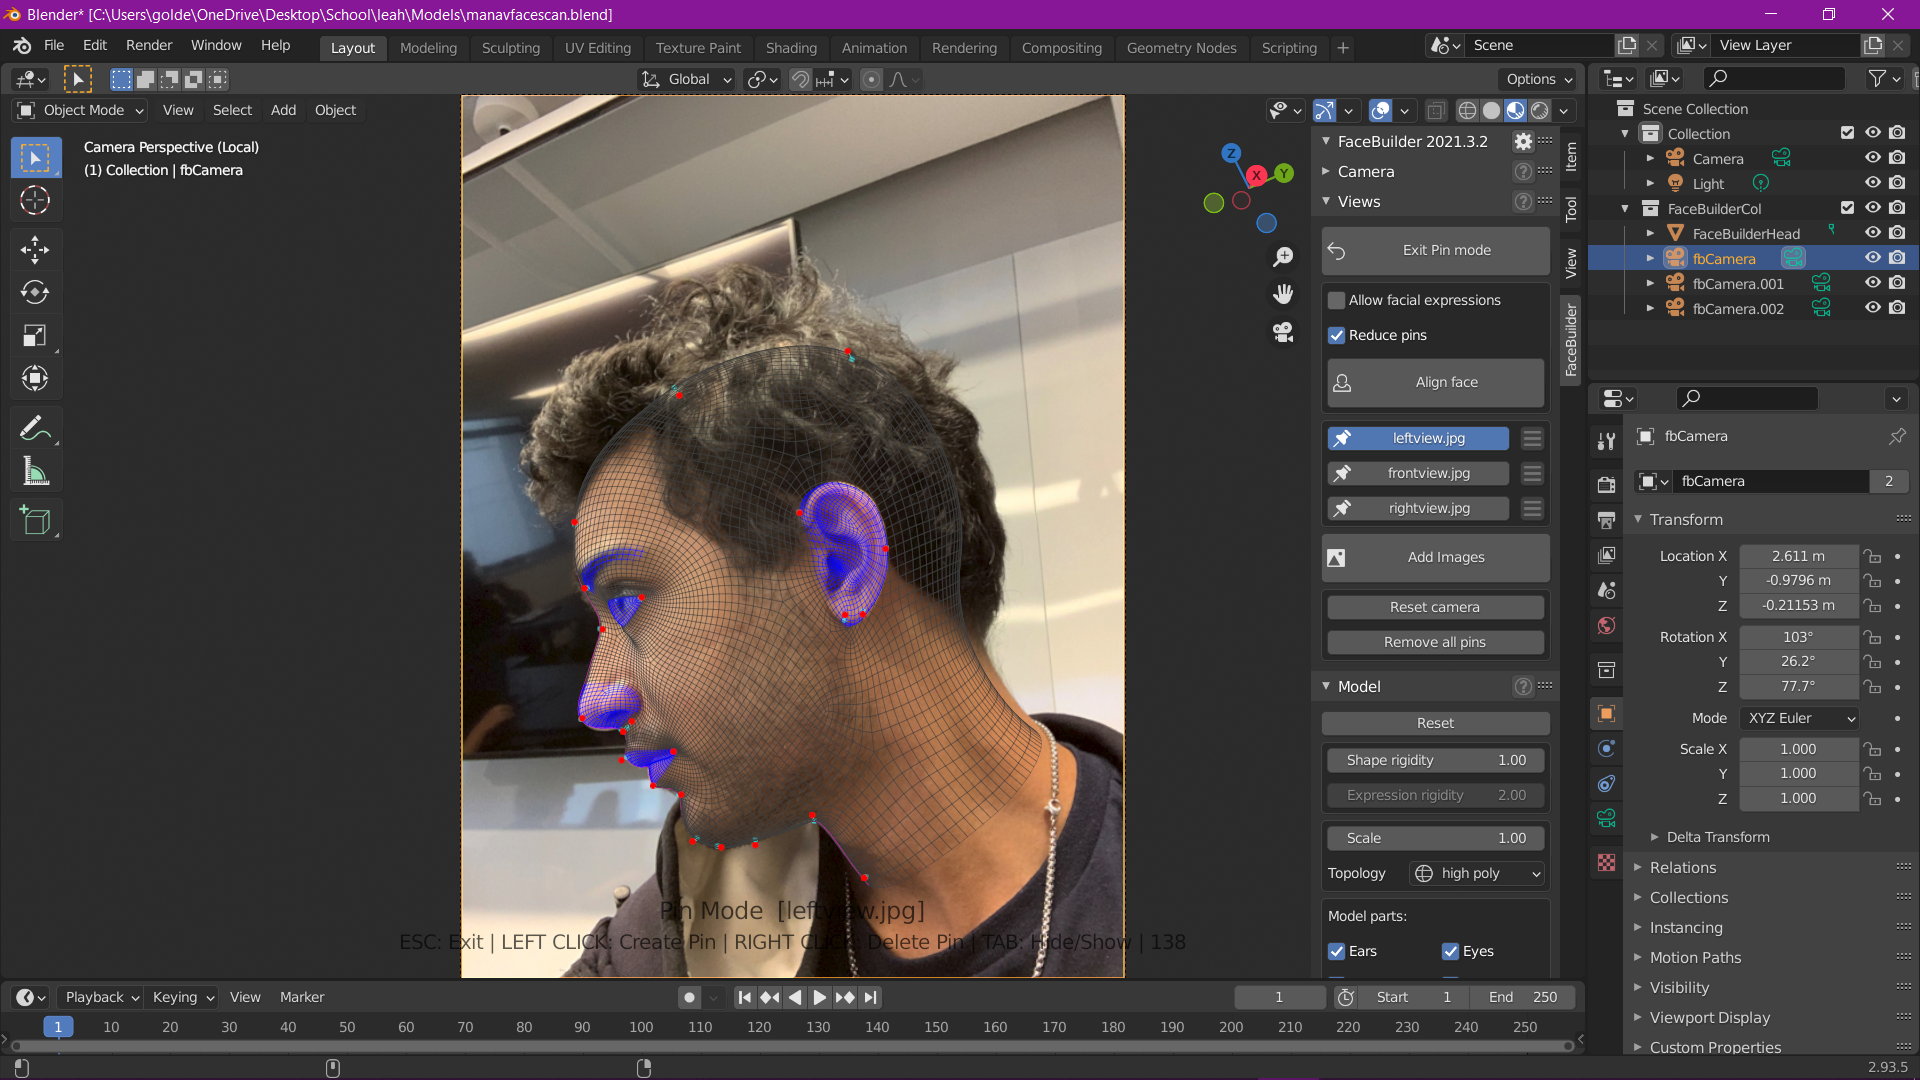 Blender* [C:\Users\golde\OneDrive\Desktop\School\leah\Models\manavfacescan.blend]
File Edit Render Window Help Layout Modeling Sculpting UV Editing Texture Paint Shading Animation Rendering Compositing Geometry Nodes Scripting + Scene View Layer
Global Options
Object Mode View Select Add Object
Camera Perspective (Local)
(1) Collection | fbCamera
Z
X
Y
FaceBuilder 2021.3.2
Camera
Views
Exit Pin mode
Allow facial expressions
Reduce pins
Align face
leftview.jpg
frontview.jpg
rightview.jpg
Add Images
Reset camera
Remove all pins
Model
Reset
Shape rigidity 1.00
Expression rigidity 2.00
Scale 1.00
Topology high poly
Model parts:
Ears Eyes
Item
Tool
View
FaceBuilder
Scene Collection
Collection
Camera
Light
FaceBuilderCol
FaceBuilderHead
fbCamera
fbCamera.001
fbCamera.002
fbCamera
fbCamera 2
Transform
Location X 2.611 m
Y -0.9796 m
Z -0.21153 m
Rotation X 103°
Y 26.2°
Z 77.7°
Mode XYZ Euler
Scale X 1.000
Y 1.000
Z 1.000
Delta Transform
Relations
Collections
Instancing
Motion Paths
Visibility
Viewport Display
Custom Properties
Pin Mode [leftview.jpg]
ESC: Exit | LEFT CLICK: Create Pin | RIGHT CLICK: Delete Pin | TAB: Hide/Show | 138
Playback Keying View Marker 1 Start 1 End 250
1 10 20 30 40 50 60 70 80 90 100 110 120 130 140 150 160 170 180 190 200 210 220 230 240 250
2.93.5